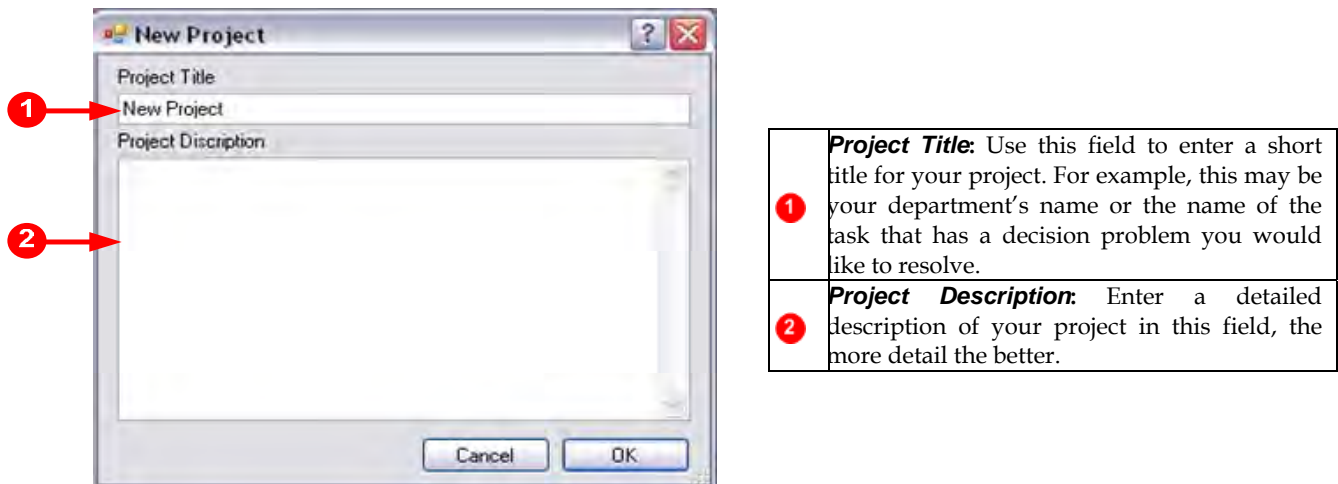 New Project
?
Project Title
1
New Project
Project Discription
2
Cancel
OK
1
Project Title: Use this field to enter a short
title for your project. For example, this may be
your department's name or the name of the
task that has a decision problem you would
like to resolve.
2
Project Description: Enter a detailed
description of your project in this field, the
more detail the better.